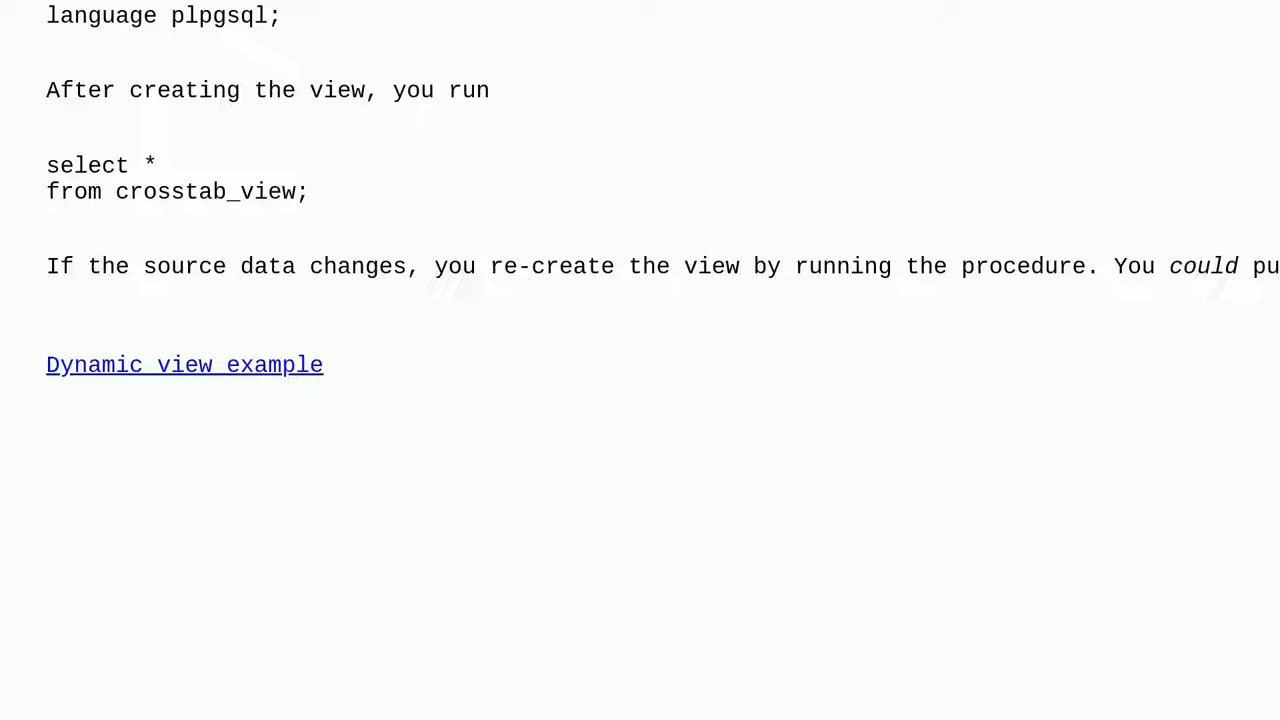 language plpgsql;
After creating the view, you run
select *
from crosstab_view;
If the source data changes, you re-create the view by running the procedure. You could pu
Dynamic view example